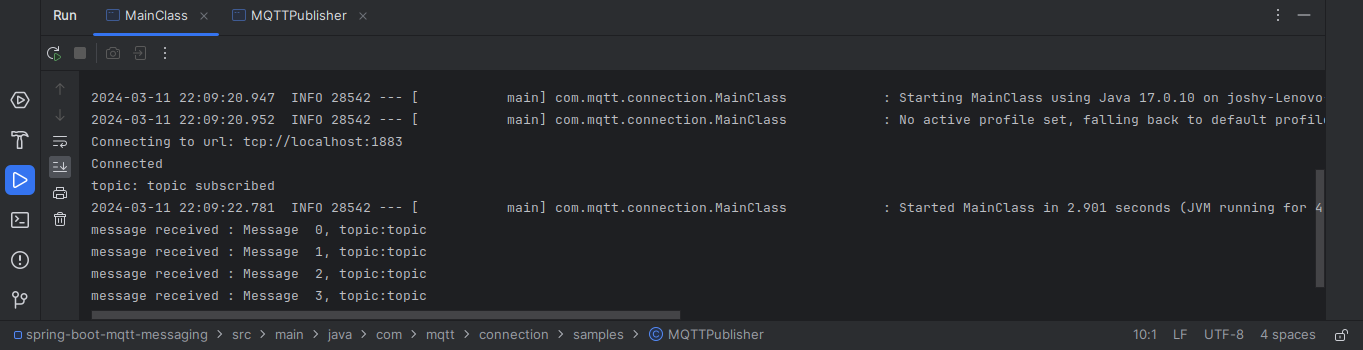 Run MainClass MQTTPublisher
2024-03-11 22:09:20.947  INFO 28542 --- [           main] com.mqtt.connection.MainClass            : Starting MainClass using Java 17.0.10 on joshy-Lenovo
2024-03-11 22:09:20.952  INFO 28542 --- [           main] com.mqtt.connection.MainClass            : No active profile set, falling back to default profile
Connecting to url: tcp://localhost:1883
Connected
topic: topic subscribed
2024-03-11 22:09:22.781  INFO 28542 --- [           main] com.mqtt.connection.MainClass            : Started MainClass in 2.901 seconds (JVM running for 4
message received : Message  0, topic:topic
message received : Message  1, topic:topic
message received : Message  2, topic:topic
message received : Message  3, topic:topic
spring-boot-mqtt-messaging > src > main > java > com > mqtt > connection > samples > MQTTPublisher 10:1 LF UTF-8 4 spaces